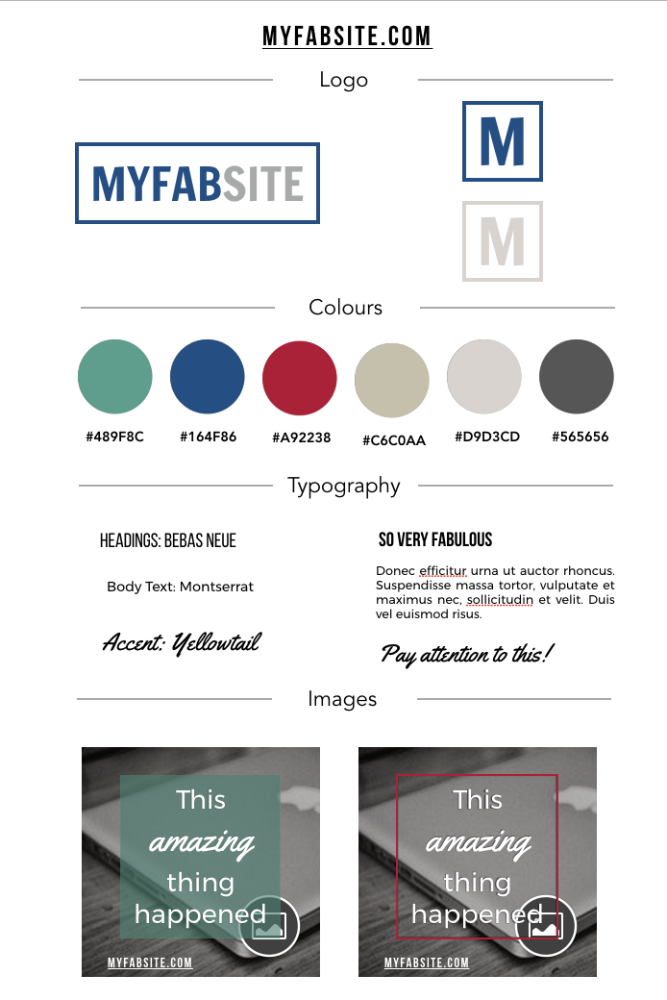 MYFABSITE.COM
Logo
MYFABSITE
M
M
Colours
#489F8C
#164F86
#A92238
#C6C0AA
#D9D3CD
#565656
Typography
HEADINGS: BEBAS NEUE
Body Text: Montserrat
Accent: Yellowtail
SO VERY FABULOUS
Donec efficitur urna ut auctor rhoncus.
Suspendisse massa tortor, vulputate et
maximus nec, sollicitudin et velit. Duis
vel euismod risus.
Pay attention to this!
Images
This
amazing
thing
happened
MYFABSITE.COM
This
amazing
thing
happened
MYFABSITE.COM